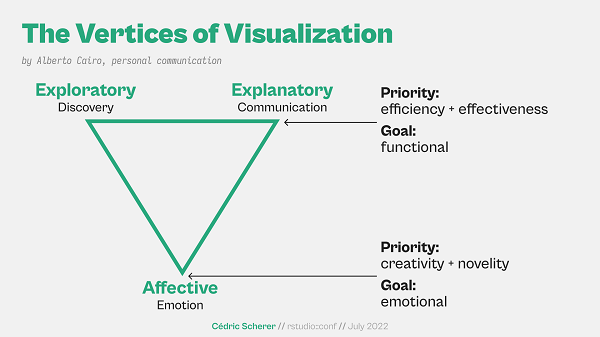 The Vertices of Visualization
by Alberto Cairo, personal communication
Exploratory
Discovery
Explanatory
Communication
Priority:
efficiency + effectiveness
Goal:
functional
Priority:
creativity + novelity
Goal:
emotional
Affective
Emotion
Cédric Scherer // rstudio::conf // July 2022